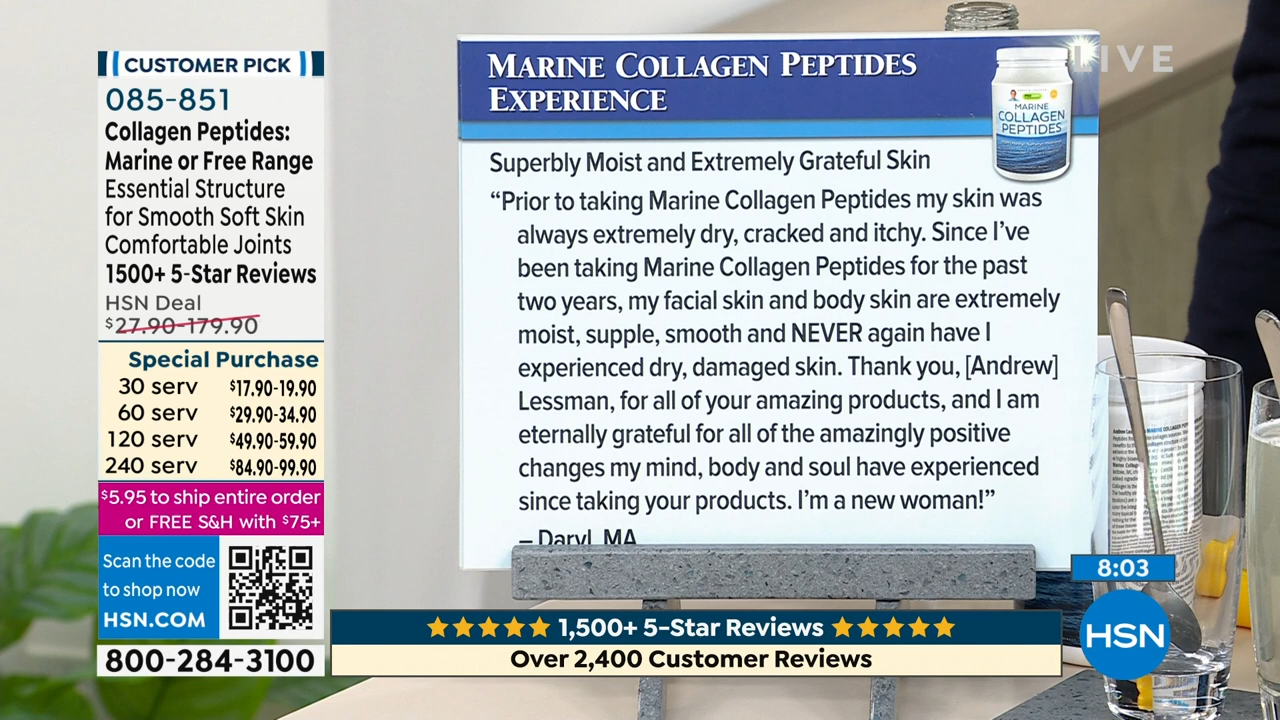 CUSTOMER PICK
085-851
Collagen Peptides:
Marine or Free Range
Essential Structure
for Smooth Soft Skin
Comfortable Joints
1500+ 5-Star Reviews
HSN Deal
$27.90-179.90
Special Purchase
30 serv $17.90-19.90
60 serv $29.90-34.90
120 serv $49.90-59.90
240 serv $84.90-99.90
$5.95 to ship entire order
or FREE S&H with $75+
Scan the code
to shop now
HSN.COM
800-284-3100
LIVE
MARINE COLLAGEN PEPTIDES
EXPERIENCE
MARINE
COLLAGEN
PEPTIDES
Superbly Moist and Extremely Grateful Skin
“Prior to taking Marine Collagen Peptides my skin was
always extremely dry, cracked and itchy. Since I’ve
been taking Marine Collagen Peptides for the past
two years, my facial skin and body skin are extremely
moist, supple, smooth and NEVER again have I
experienced dry, damaged skin. Thank you, [Andrew]
Lessman, for all of your amazing products, and I am
eternally grateful for all of the amazingly positive
changes my mind, body and soul have experienced
since taking your products. I’m a new woman!”
– Daryl, MA
8:03
HSN
1,500+ 5-Star Reviews
Over 2,400 Customer Reviews